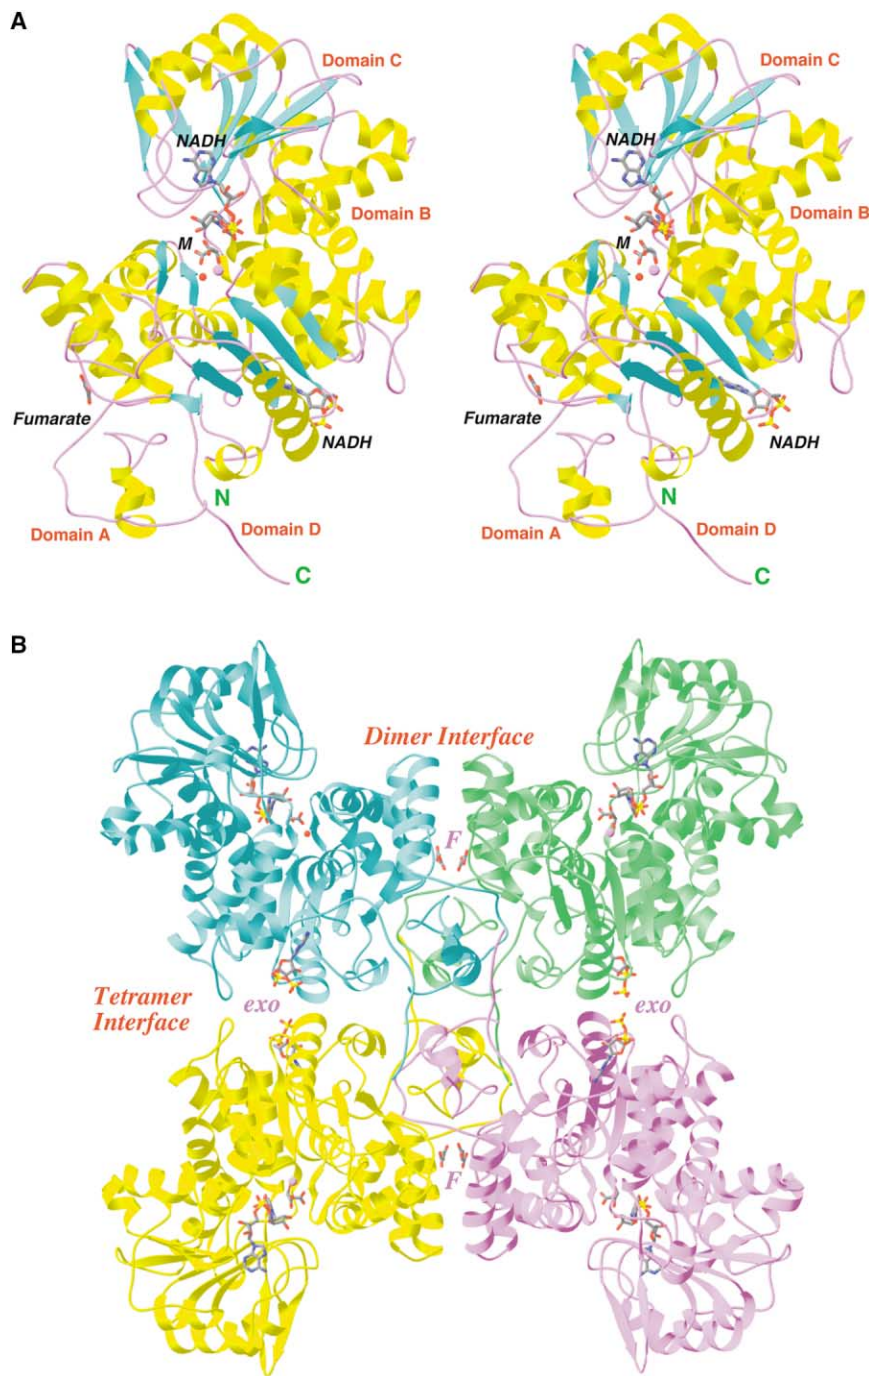 A
Domain C
Domain C
NADH
NADH
Domain B
Domain B
M
M
Fumarate
Fumarate
NADH
NADH
N
N
Domain A
Domain D
Domain A
Domain D
C
C
B
Dimer Interface
F
Tetramer
Interface
exo
exo
F